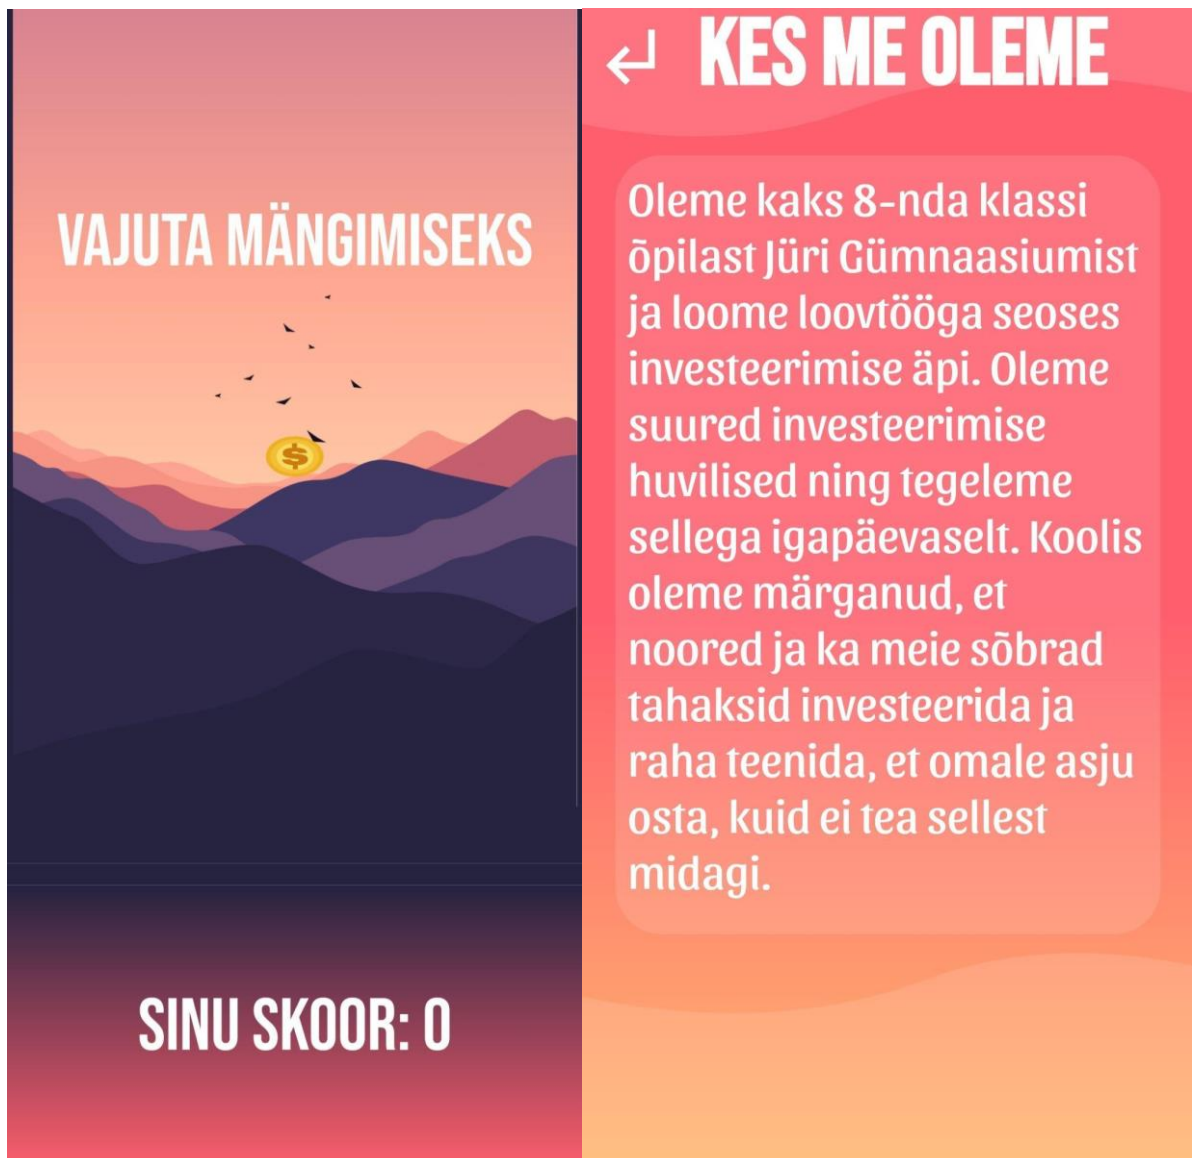 VAJUTA MÄNGIMISEKS
$
SINU SKOOR: 0
KES ME OLEME
Oleme kaks 8-nda klassi
õpilast Jüri Gümnaasiumist
ja loome loovtööga seoses
investeerimise äpi. Oleme
suured investeerimise
huvilised ning tegeleme
sellega igapäevaselt. Koolis
oleme märganud, et
noored ja ka meie sõbrad
tahaksid investeerida ja
raha teenida, et omale asju
osta, kuid ei tea sellest
midagi.